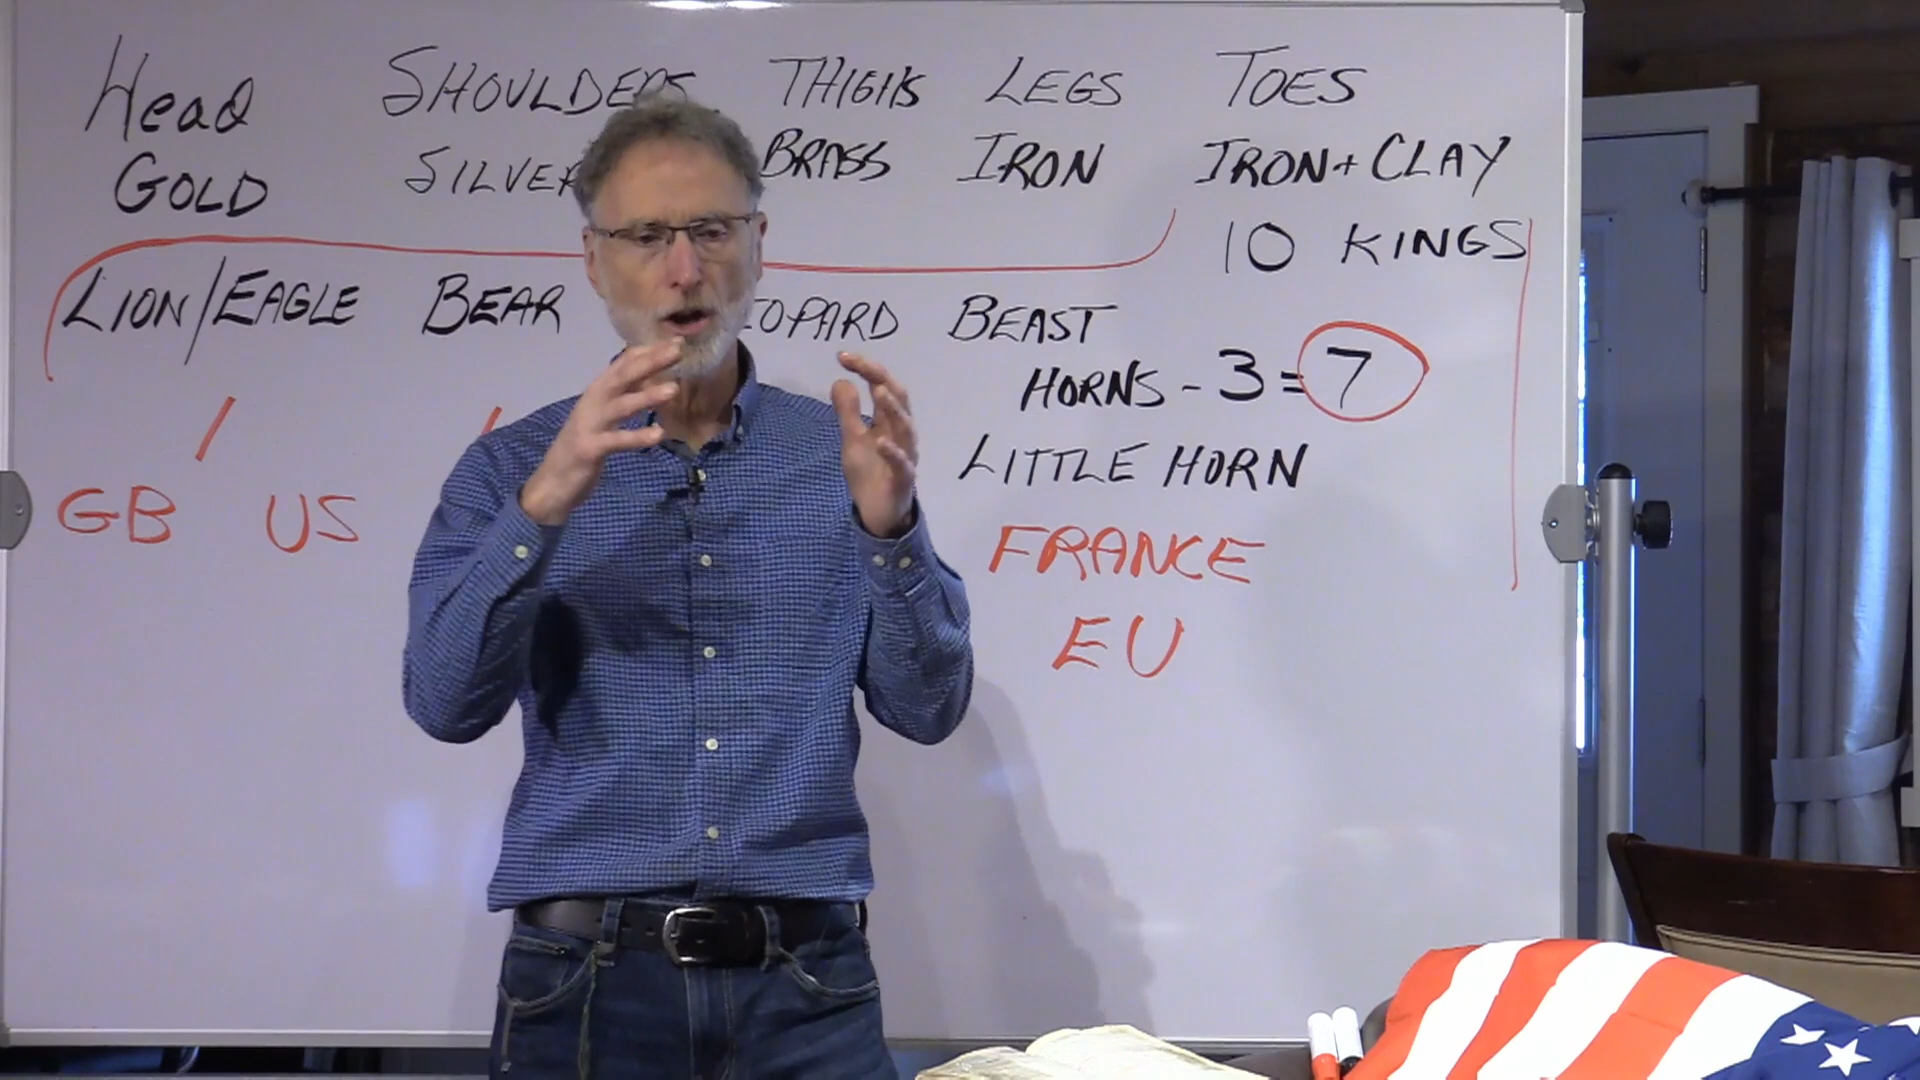 Head SHOULDERS THIGHS LEGS TOES
GOLD SILVER BRASS IRON IRON + CLAY
10 KINGS
LION/EAGLE BEAR LEOPARD BEAST
HORNS - 3 = 7
LITTLE HORN
GB US FRANCE
EU